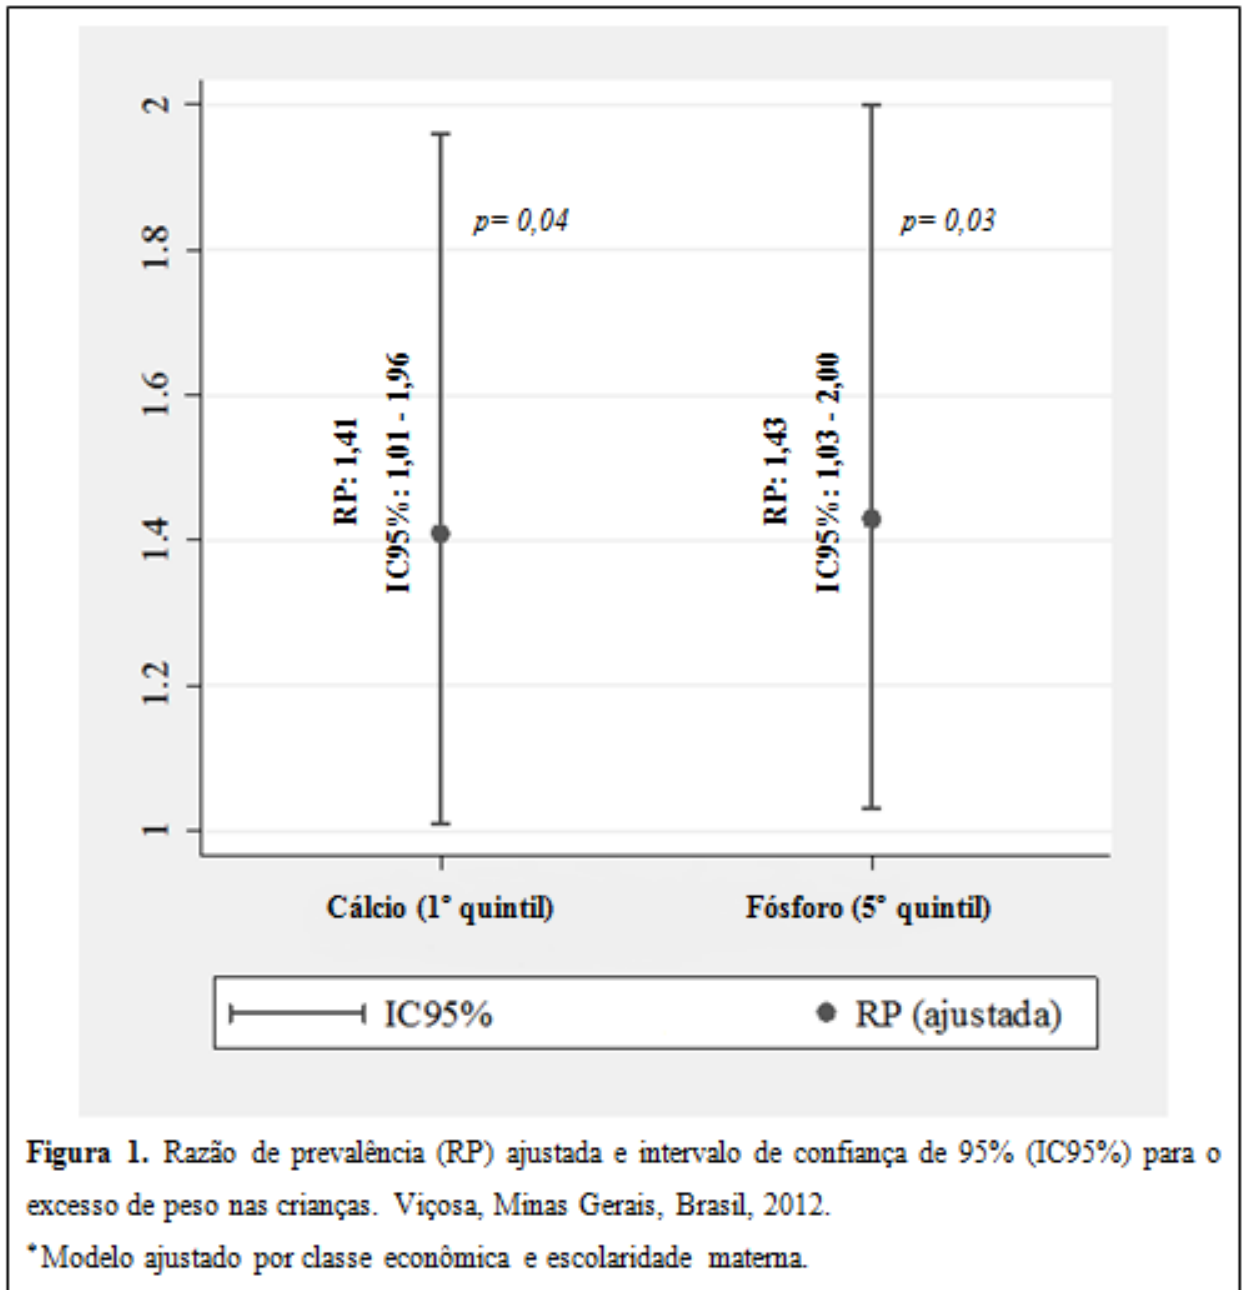 2
1.8
1.6
1.4
1.2
1
p= 0,04
p= 0,03
RP: 1,41
IC95%: 1,01 - 1,96
RP: 1,43
IC95%: 1,03 - 2,00
Cálcio (1° quintil)
Fósforo (5° quintil)
IC95%
RP (ajustada)
Figura 1. Razão de prevalência (RP) ajustada e intervalo de confiança de 95% (IC95%) para o
excesso de peso nas crianças. Viçosa, Minas Gerais, Brasil, 2012.
*Modelo ajustado por classe econômica e escolaridade materna.